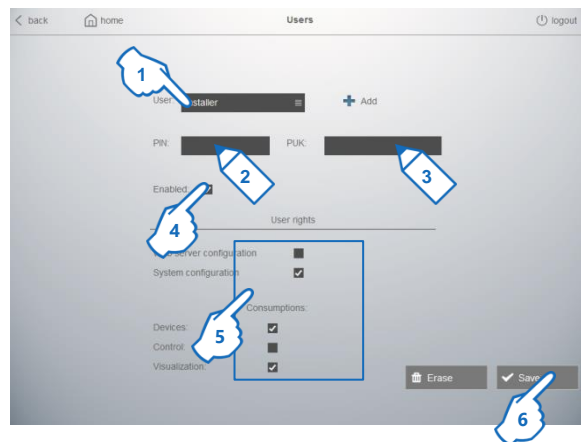 back home Users logout
1
User nstaller Add
PIN: PUK:
2 3
Enabled:
4
User rights
server configuration
System configuration
Consumptions:
5
Devices:
Control:
Visualization:
Erase Save
6